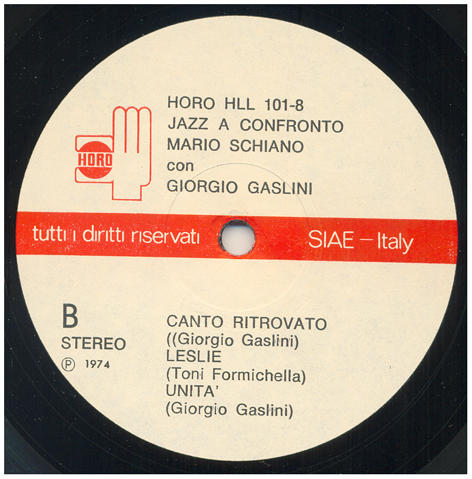 HORO HLL 101-8
JAZZ A CONFRONTO
MARIO SCHIANO
con
GIORGIO GASLINI
HORO
tutti i diritti riservati SIAE – Italy
B
STEREO
℗ 1974
CANTO RITROVATO
((Giorgio Gaslini)
LESLIE
(Toni Formichella)
UNITA'
(Giorgio Gaslini)